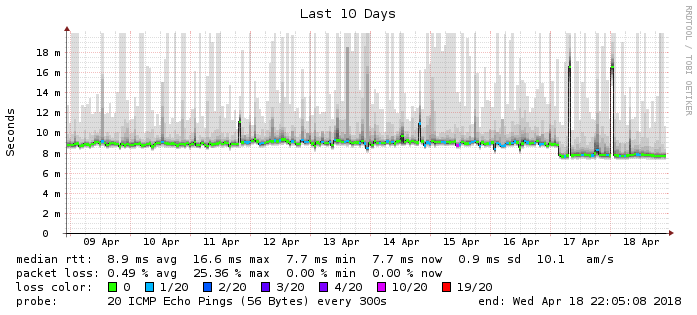 Last 10 Days
RRDTOOL / TOBI OETIKER
Seconds
18 m
16 m
14 m
12 m
10 m
8 m
6 m
4 m
2 m
0
09 Apr 10 Apr 11 Apr 12 Apr 13 Apr 14 Apr 15 Apr 16 Apr 17 Apr 18 Apr
median rtt: 8.9 ms avg 16.6 ms max 7.7 ms min 7.7 ms now 0.9 ms sd 10.1 am/s
packet loss: 0.49 % avg 25.36 % max 0.00 % min 0.00 % now
loss color: 0 1/20 2/20 3/20 4/20 10/20 19/20
probe: 20 ICMP Echo Pings (56 Bytes) every 300s end: Wed Apr 18 22:05:08 2018